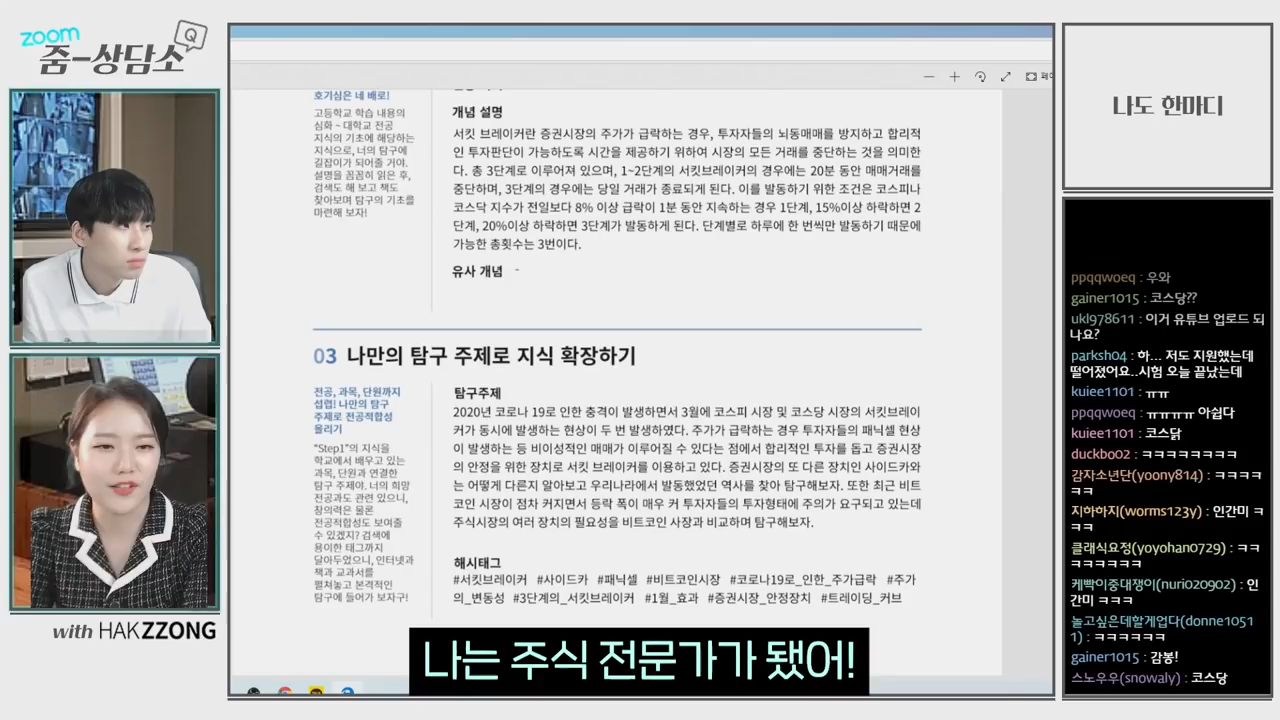 zoom
줌-상담소
Q
with HAKZZONG
페이
호기심은 네 배로!
고등학교 학습 내용의
심화 ~ 대학교 전공
지식의 기초에 해당하는
지식으로, 너의 탐구에
길잡이가 되어줄 거야.
설명을 꼼꼼히 읽은 후,
검색도 해 보고 책도
찾아보며 탐구의 기초를
마련해 보자!
개념 설명
서킷 브레이커란 증권시장의 주가가 급락하는 경우, 투자자들의 뇌동매매를 방지하고 합리적
인 투자판단이 가능하도록 시간을 제공하기 위하여 시장의 모든 거래를 중단하는 것을 의미한
다. 총 3단계로 이루어져 있으며, 1~2단계의 서킷브레이커의 경우에는 20분 동안 매매거래를
중단하며, 3단계의 경우에는 당일 거래가 종료되게 된다. 이를 발동하기 위한 조건은 코스피나
코스닥 지수가 전일보다 8% 이상 급락이 1분 동안 지속하는 경우 1단계, 15%이상 하락하면 2
단계, 20%이상 하락하면 3단계가 발동하게 된다. 단계별로 하루에 한 번씩만 발동하기 때문에
가능한 총횟수는 3번이다.
유사 개념 -
03 나만의 탐구 주제로 지식 확장하기
전공, 과목, 단원까지
섭렵! 나만의 탐구
주제로 전공적합성
올리기
"Step1"의 지식을
학교에서 배우고 있는
과목, 단원과 연결한
탐구 주제야. 너의 희망
전공과도 관련 있으니,
창의력은 물론
전공적합성도 보여줄
수 있겠지? 검색에
용이한 태그까지
달아두었으니, 인터넷과
책과 교과서를
펼쳐놓고 본격적인
탐구에 들어가 보자구!
탐구주제
2020년 코로나 19로 인한 충격이 발생하면서 3월에 코스피 시장 및 코스당 시장의 서킷브레이
커가 동시에 발생하는 현상이 두 번 발생하였다. 주가가 급락하는 경우 투자자들의 패닉셀 현상
이 발생하는 등 비이성적인 매매가 이루어질 수 있다는 점에서 합리적인 투자를 돕고 증권시장
의 안정을 위한 장치로 서킷 브레이커를 이용하고 있다. 증권시장의 또 다른 장치인 사이드카와
는 어떻게 다른지 알아보고 우리나라에서 발동했었던 역사를 찾아 탐구해보자. 또한 최근 비트
코인 시장이 점차 커지면서 등락 폭이 매우 커 투자자들의 투자형태에 주의가 요구되고 있는데
주식시장의 여러 장치의 필요성을 비트코인 사장과 비교하며 탐구해보자.
해시태그
#서킷브레이커 #사이드카 #패닉셀 #비트코인시장 #코로나19로_인한_주가급락 #주가
의_변동성 #3단계의_서킷브레이커 #1월_효과 #증권시장_안정장치 #트레이딩_커브
나는 주식 전문가가 됐어!
나도 한마디
ppqqwoeq : 우와
gainer1015 : 코스당??
ukl978611 : 이거 유튜브 업로드 되
나요?
parksh04 : 하... 저도 지원했는데
떨어졌어요..시험 오늘 끝났는데
kuiee1101 : ㅠㅠ
ppqqwoeq : ㅠㅠㅠㅠ 아쉽다
kuiee1101 : 코스닭
duckbo02 : ㅋㅋㅋㅋㅋㅋㅋㅋ
감자소년단(yoony814) : ㅋㅋㅋㅋ
ㅋㅋ
지하하지(worms123y) : 인간미 ㅋ
ㅋㅋ
클래식요정(yoyohan0729) : ㅋㅋ
ㅋㅋㅋㅋㅋㅋ
케빡이중대쟁이(nuri020902) : 인
간미 ㅋㅋㅋ
놀고싶은데할게업다(donne1051
1) : ㅋㅋㅋㅋㅋㅋ
gainer1015 : 감봉!
스노우우(snowaly) : 코스당